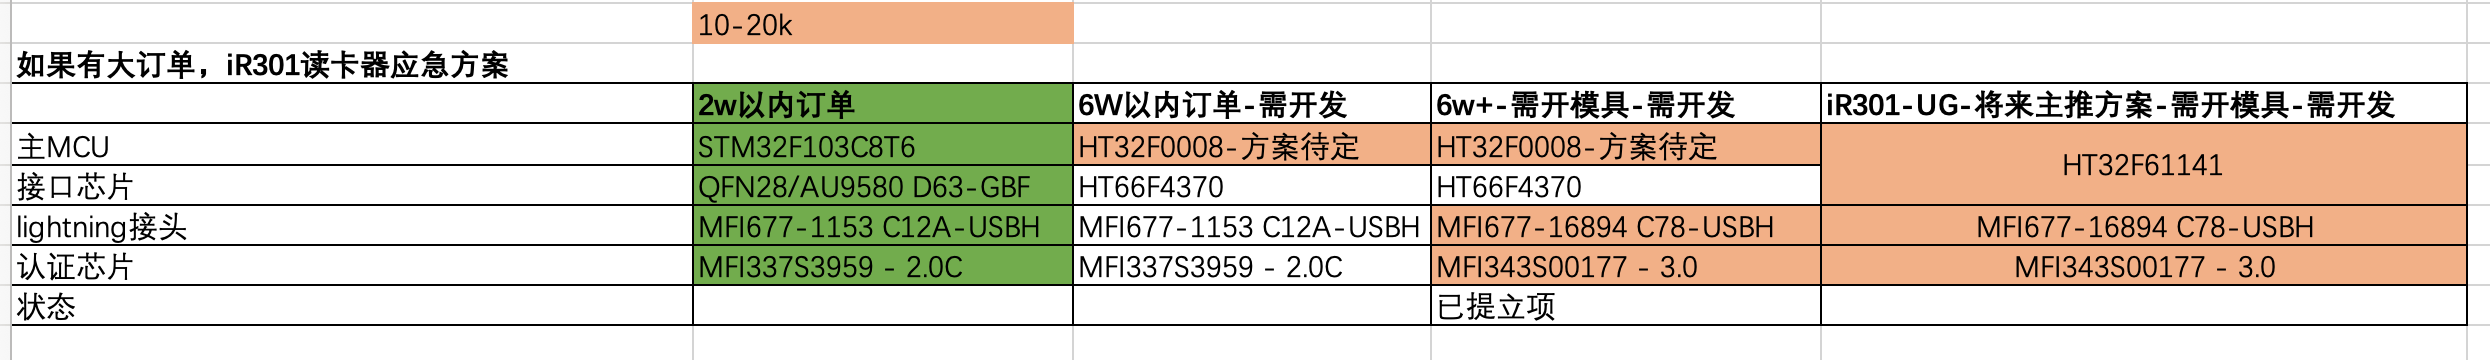 10-20k
如果有大订单，iR301读卡器应急方案
2w以内订单 6W以内订单-需开发 6w+-需开模具-需开发 iR301-UG-将来主推方案-需开模具-需开发
主MCU STM32F103C8T6 HT32F0008-方案待定 HT32F0008-方案待定 HT32F61141
接口芯片 QFN28/AU9580 D63-GBF HT66F4370 HT66F4370
lightning接头 MFI677-1153 C12A-USBH MFI677-1153 C12A-USBH MFI677-16894 C78-USBH MFI677-16894 C78-USBH
认证芯片 MFI337S3959 - 2.0C MFI337S3959 - 2.0C MFI343S00177 - 3.0 MFI343S00177 - 3.0
状态 已提立项